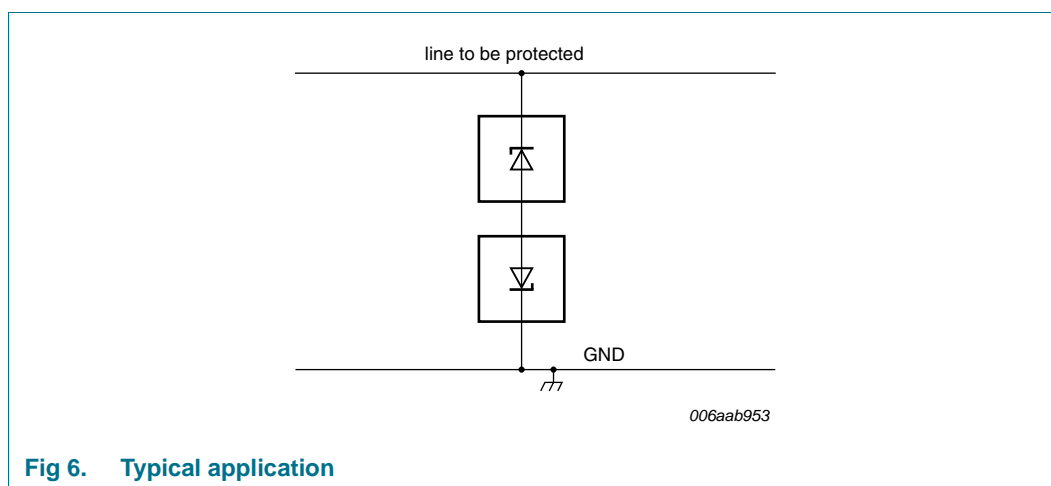 line to be protected
GND
006aab953
Fig 6. Typical application